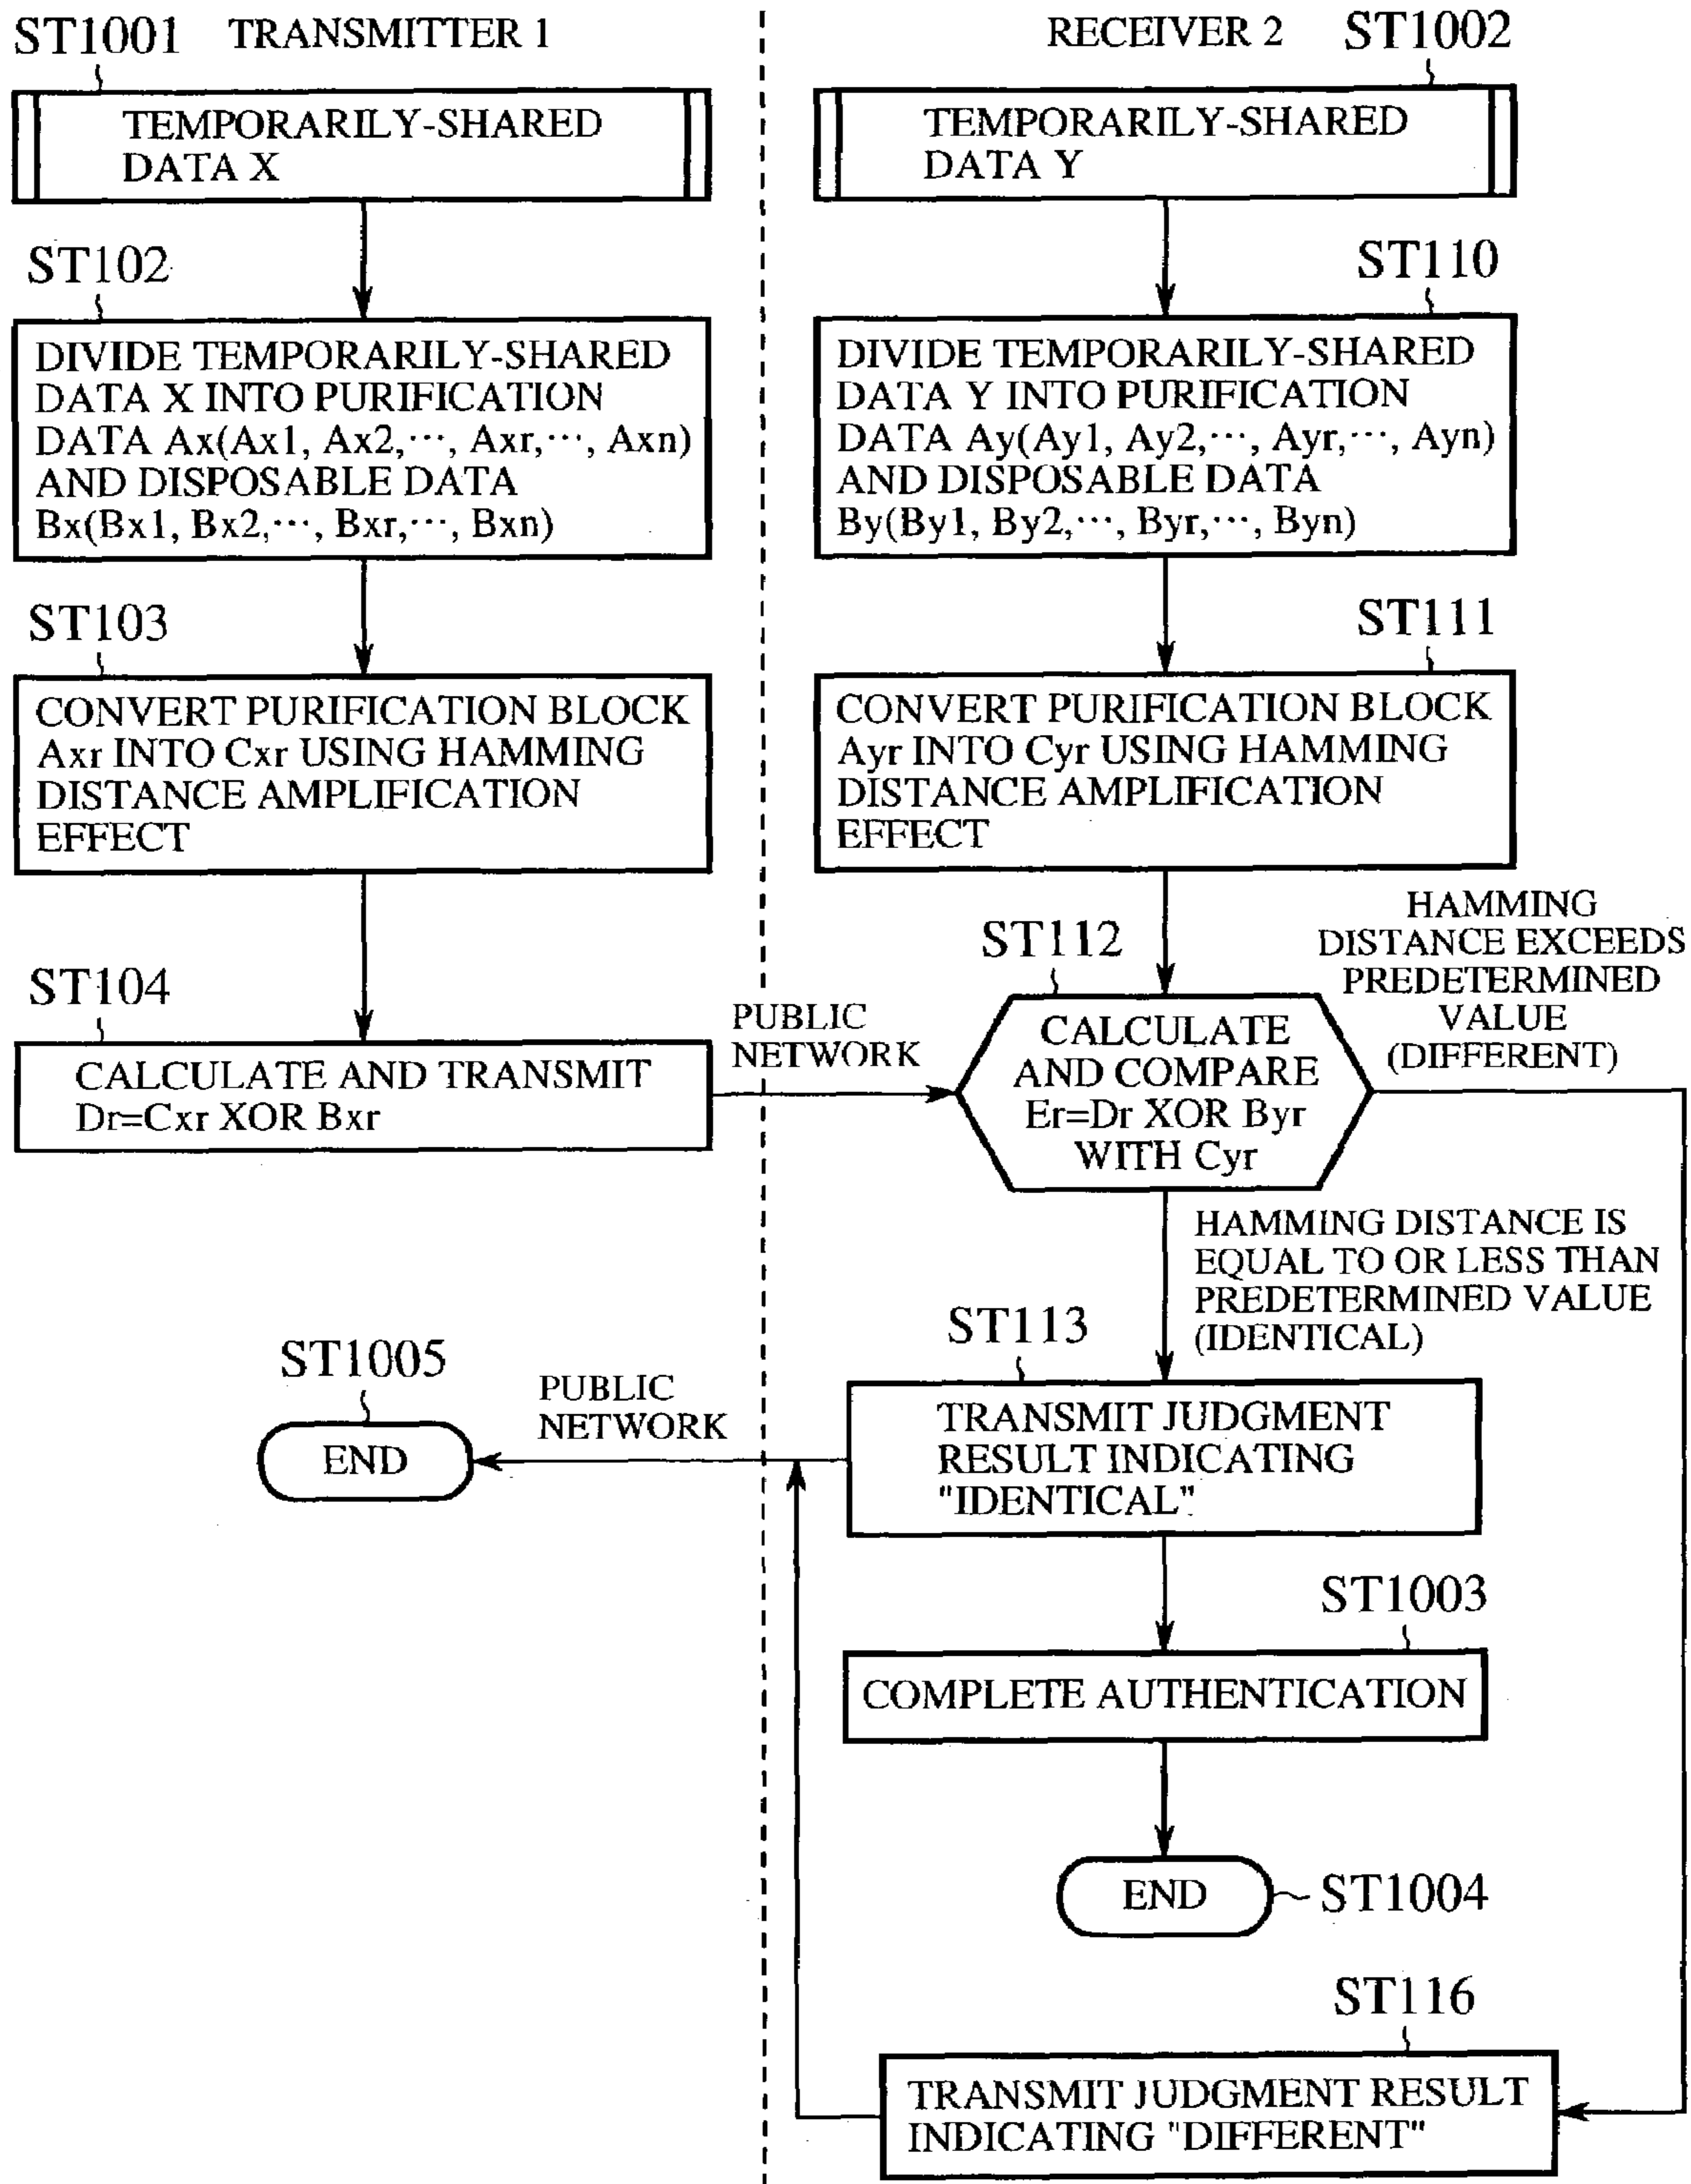 ST1001
TRANSMITTER 1
TEMPORARILY-SHARED
DATA X
ST102
DIVIDE TEMPORARILY-SHARED
DATA X INTO PURIFICATION
DATA Ax(Ax1, Ax2,···, Axr,···, Axn)
AND DISPOSABLE DATA
Bx(Bx1, Bx2,···, Bxr,···, Bxn)
ST103
CONVERT PURIFICATION BLOCK
Axr INTO Cxr USING HAMMING
DISTANCE AMPLIFICATION
EFFECT
ST104
CALCULATE AND TRANSMIT
Dr=Cxr XOR Bxr
PUBLIC
NETWORK
RECEIVER 2
ST1002
TEMPORARILY-SHARED
DATA Y
ST110
DIVIDE TEMPORARILY-SHARED
DATA Y INTO PURIFICATION
DATA Ay(Ay1, Ay2,···, Ayr,···, Ayn)
AND DISPOSABLE DATA
By(By1, By2,···, Byr,···, Byn)
ST111
CONVERT PURIFICATION BLOCK
Ayr INTO Cyr USING HAMMING
DISTANCE AMPLIFICATION
EFFECT
ST112
CALCULATE
AND COMPARE
Er=Dr XOR Byr
WITH Cyr
HAMMING
DISTANCE EXCEEDS
PREDETERMINED
VALUE
(DIFFERENT)
HAMMING DISTANCE IS
EQUAL TO OR LESS THAN
PREDETERMINED VALUE
(IDENTICAL)
ST113
TRANSMIT JUDGMENT
RESULT INDICATING
"IDENTICAL"
PUBLIC
NETWORK
ST1005
END
ST1003
COMPLETE AUTHENTICATION
END
ST1004
ST116
TRANSMIT JUDGMENT RESULT
INDICATING "DIFFERENT"